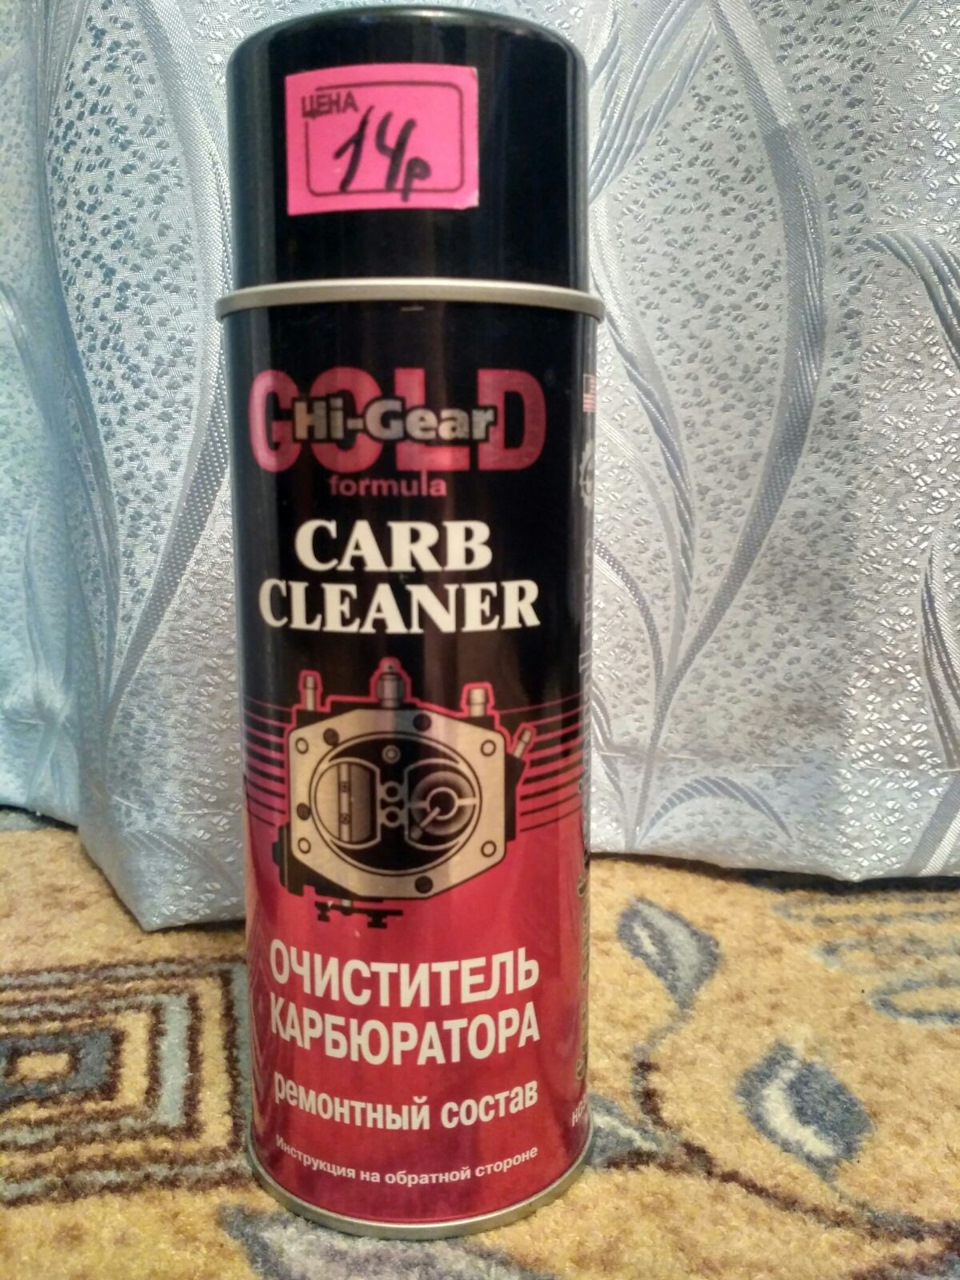 ЦЕНА
14р
GOLD
Hi-Gear
formula
CARB
CLEANER
ОЧИСТИТЕЛЬ
КАРБЮРАТОРА
ремонтный состав
Инструкция на обратной стороне